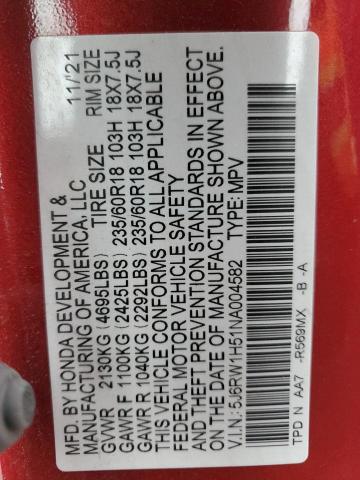 MFD. BY HONDA DEVELOPMENT &
MANUFACTURING OF AMERICA, LLC 11/21
GVWR 2130KG (4695LBS) TIRE SIZE RIM SIZE
GAWR F 1100KG (2425LBS) 235/60R18 103H 18X7.5J
GAWR R 1040KG (2292LBS) 235/60R18 103H 18X7.5J
THIS VEHICLE CONFORMS TO ALL APPLICABLE
FEDERAL MOTOR VEHICLE SAFETY
AND THEFT PREVENTION STANDARDS IN EFFECT
ON THE DATE OF MANUFACTURE SHOWN ABOVE.
V.I.N.: 5J6RW1H51NA004582 TYPE: MPV
TPD N AA7 -R569MX -B -A